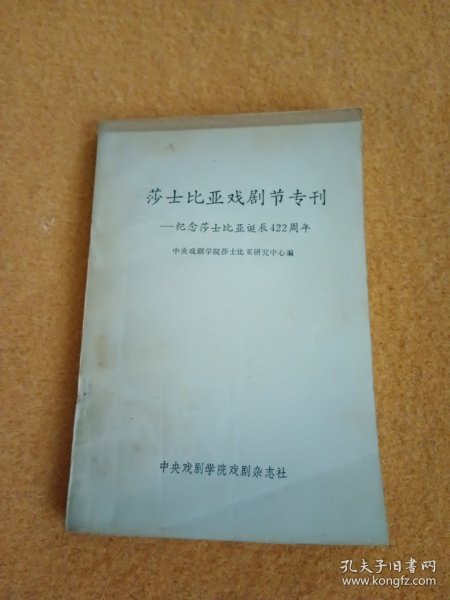 莎士比亚戏剧节专刊
—纪念莎士比亚诞辰422周年
中央戏剧学院莎士比亚研究中心编
中央戏剧学院戏剧杂志社
孔夫子旧书网
www.kongfz.com